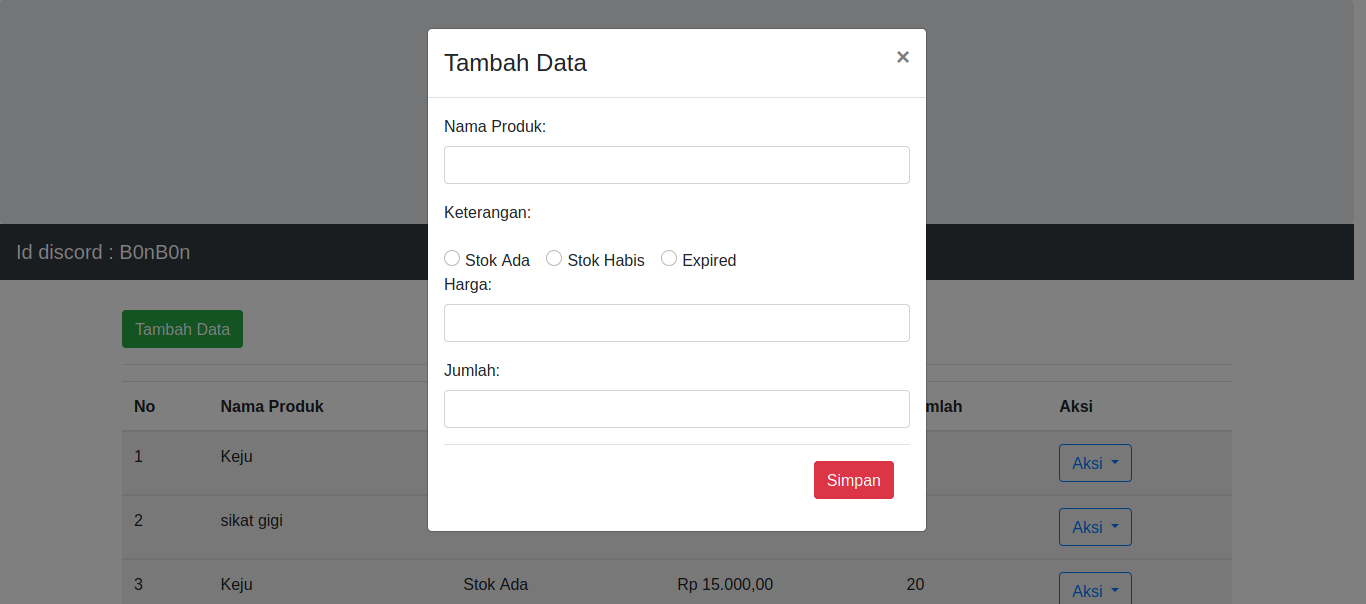 Tambah Data ×
Nama Produk:
Keterangan:
Stok Ada Stok Habis Expired
Harga:
Jumlah:
Simpan
Id discord : B0nB0n
Tambah Data
No Nama Produk mlah Aksi
1 Keju Aksi
2 sikat gigi Aksi
3 Keju Stok Ada Rp 15.000,00 20 Aksi